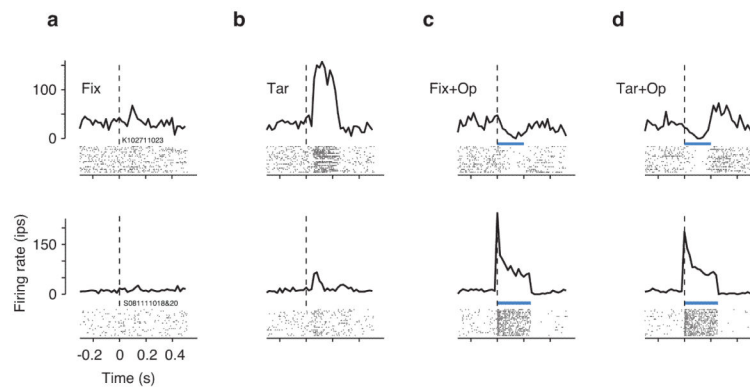 a
b
c
d
Fix
Tar
Fix+Op
Tar+Op
100
0
K102711023
150
0
S081111018&20
Firing rate (ips)
-0.2 0 0.2 0.4
Time (s)